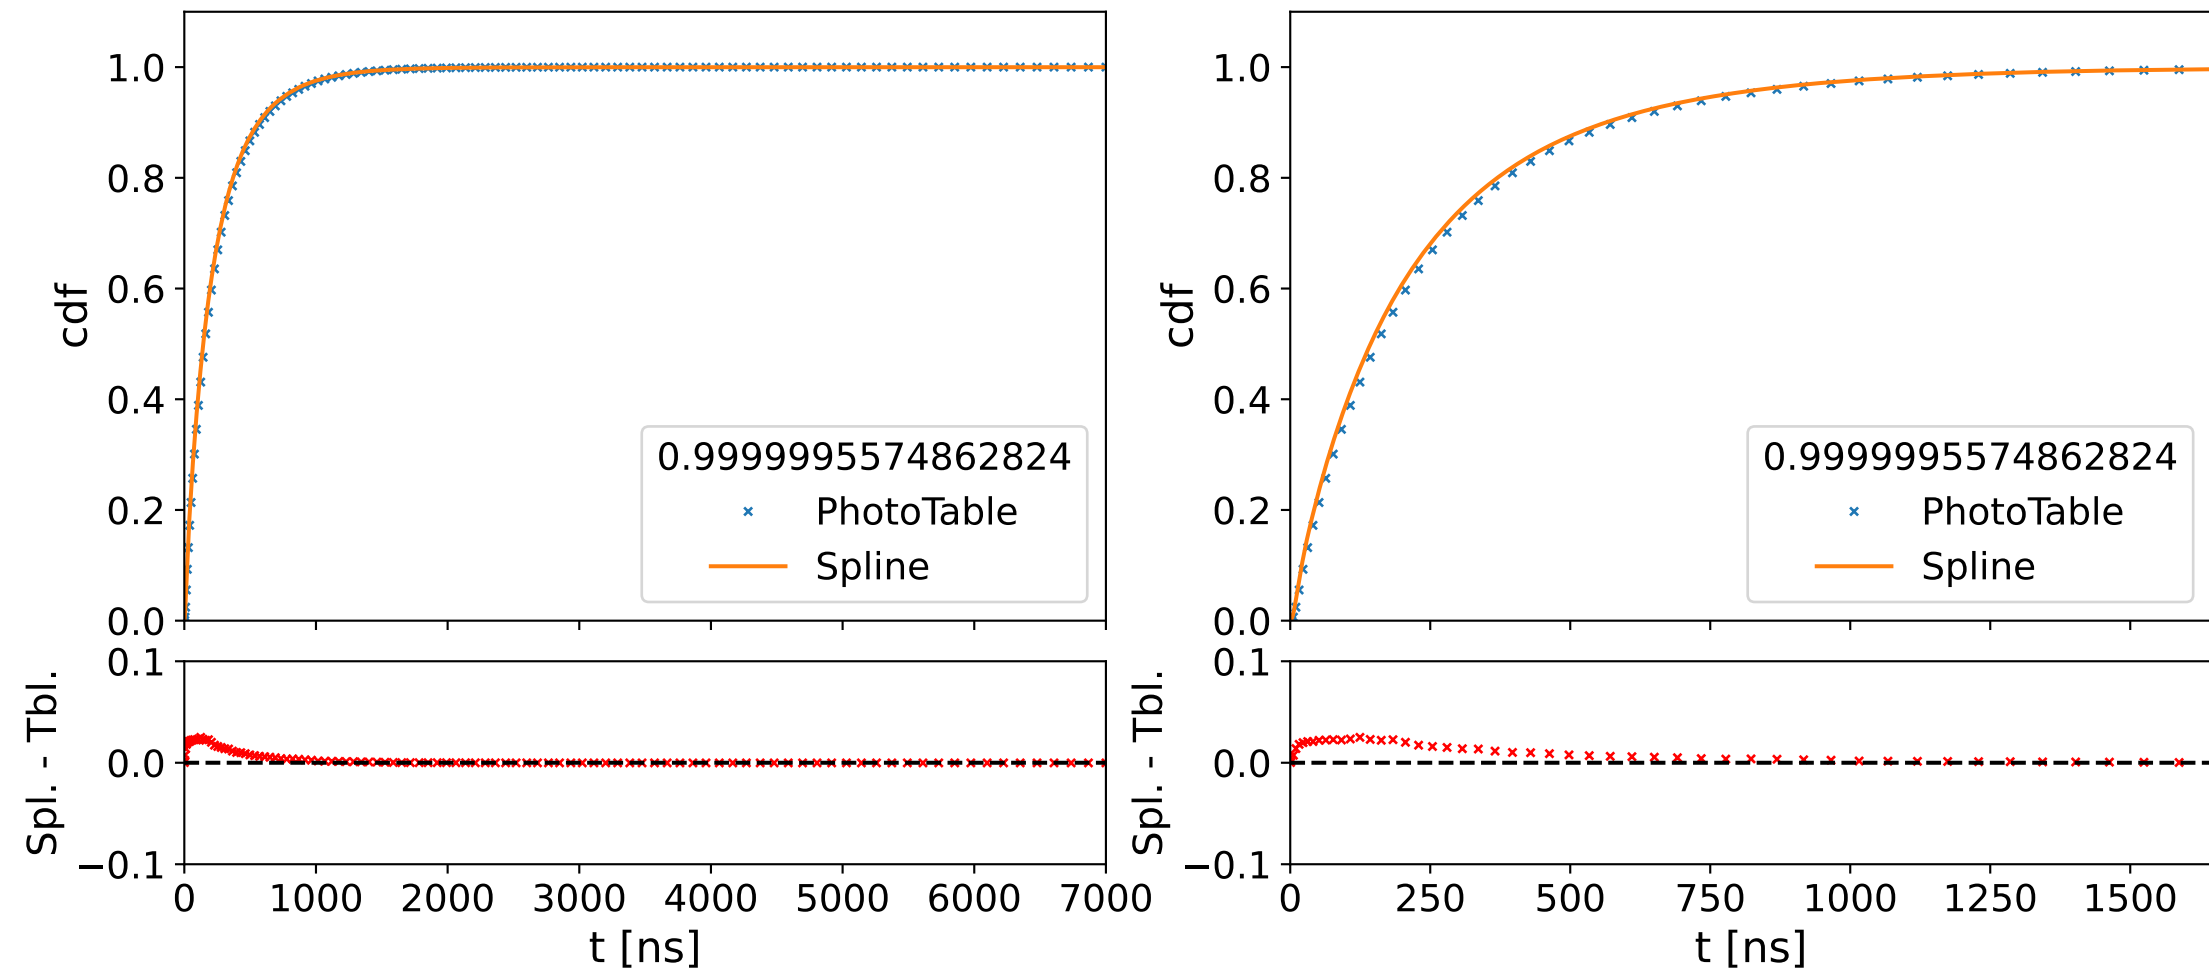 1.0
0.8
0.6
0.4
0.2
0.0
cdf
0.9999995574862824
PhotoTable
Spline
0.1
0.0
−0.1
Spl. - Tbl.
0 1000 2000 3000 4000 5000 6000 7000
t [ns]
1.0
0.8
0.6
0.4
0.2
0.0
cdf
0.9999995574862824
PhotoTable
Spline
0.1
0.0
−0.1
Spl. - Tbl.
0 250 500 750 1000 1250 1500
t [ns]